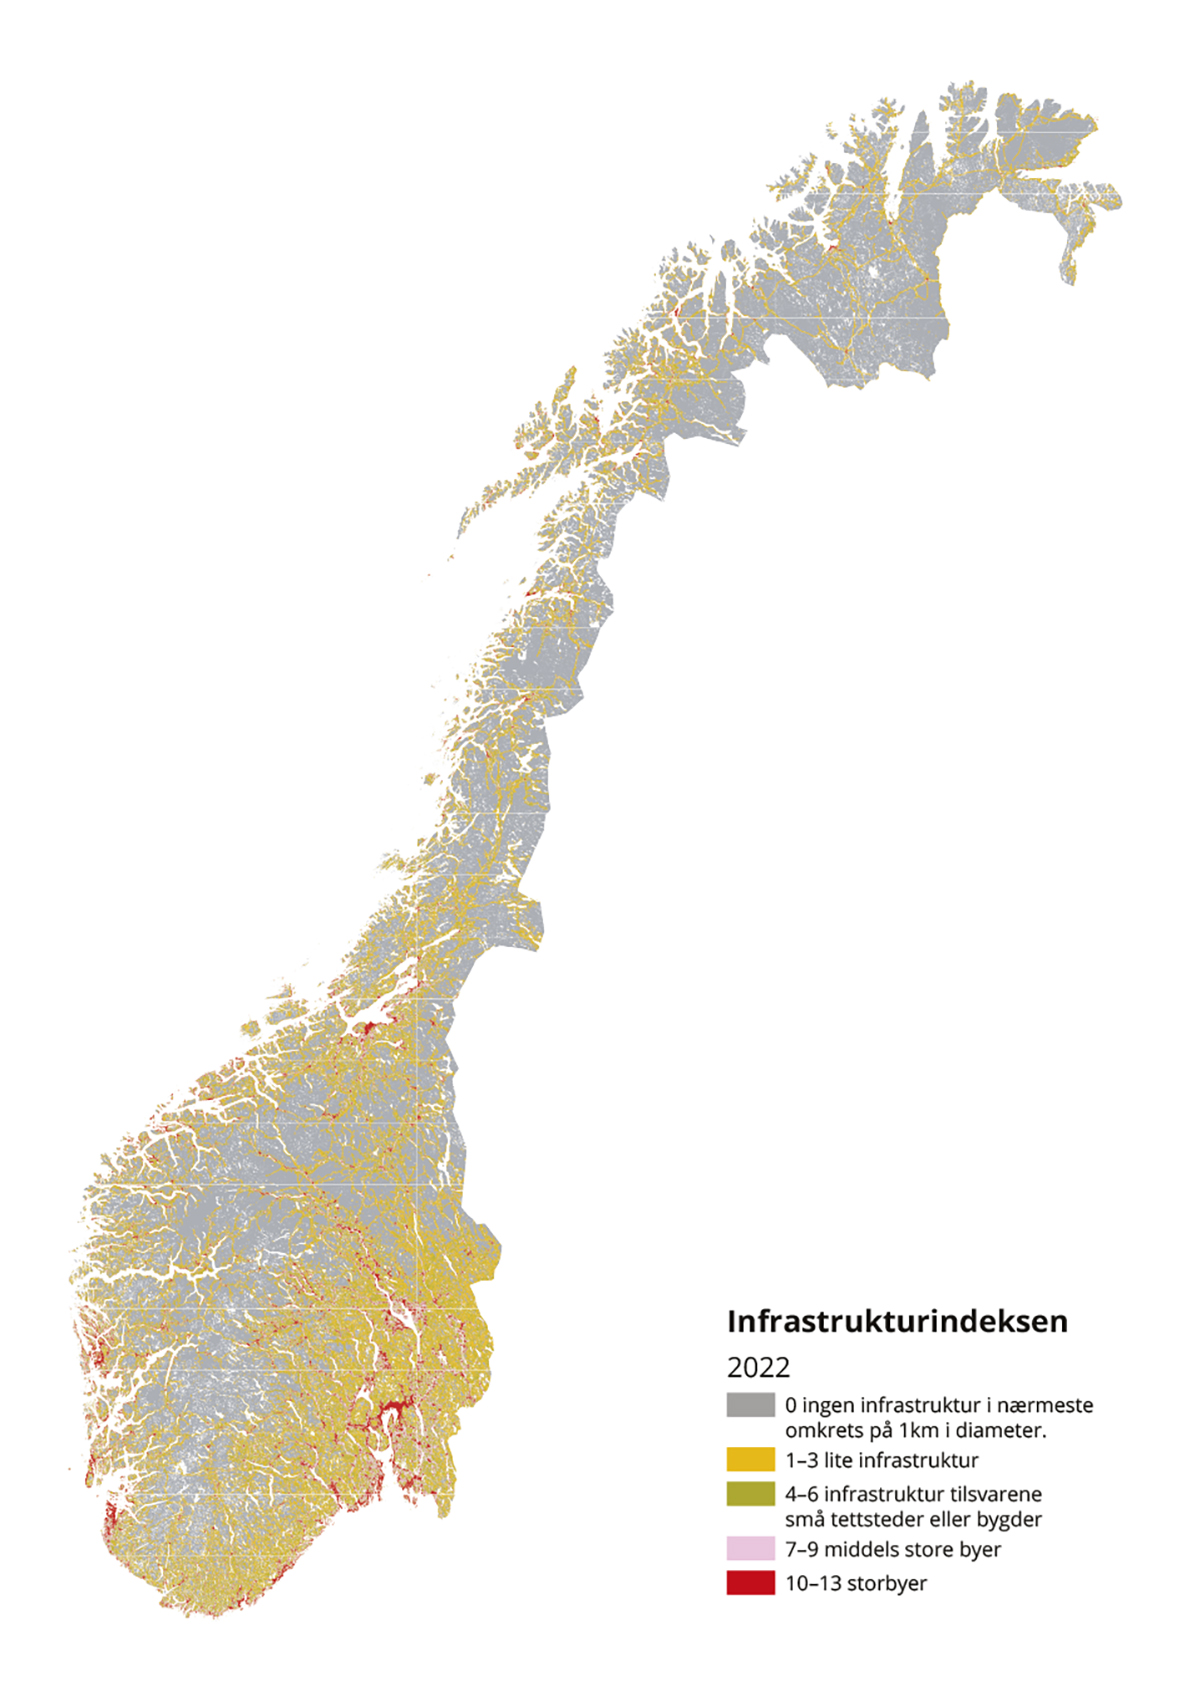 Infrastrukturindeksen
2022
0 ingen infrastruktur i nærmeste
omkrets på 1km i diameter.
1–3 lite infrastruktur
4–6 infrastruktur tilsvarene
små tettsteder eller bygder
7–9 middels store byer
10–13 storbyer